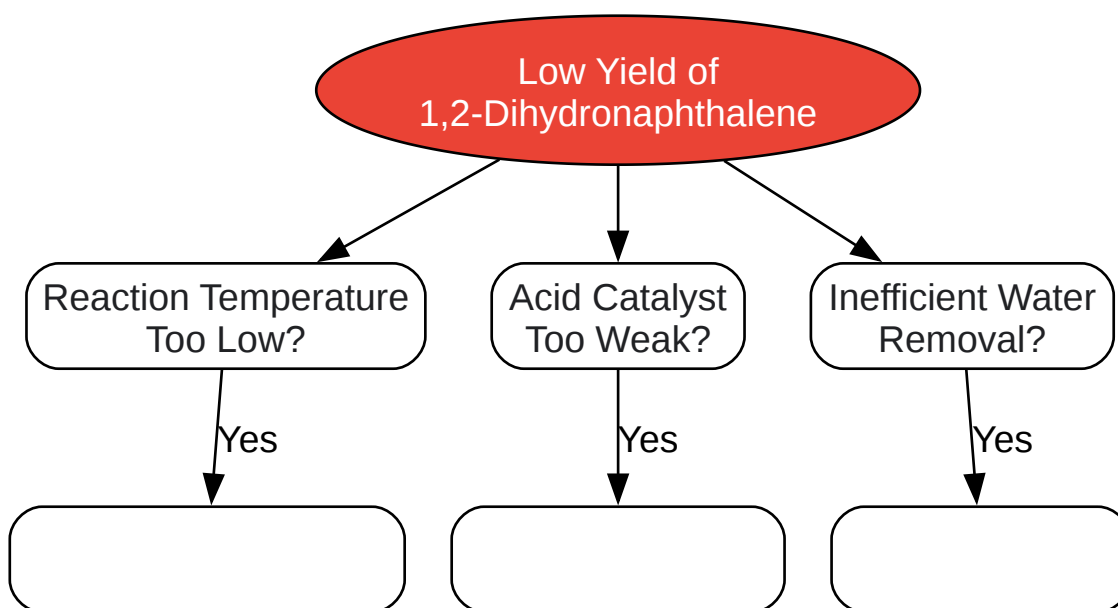 Low Yield of
1,2-Dihydronaphthalene
Reaction Temperature
Too Low?
Acid Catalyst
Too Weak?
Inefficient Water
Removal?
Yes
Yes
Yes